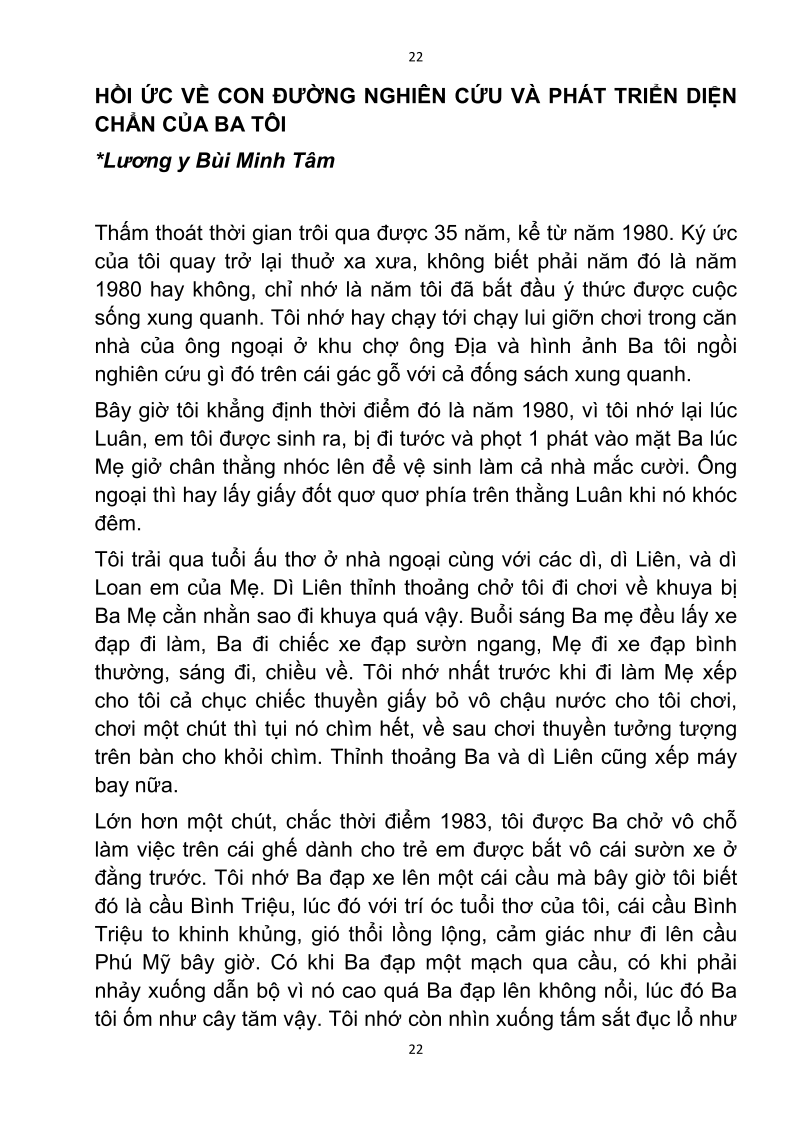 22
HỒI ỨC VỀ CON ĐƯỜNG NGHIÊN CỨU VÀ PHÁT TRIỂN DIỆN
CHẨN CỦA BA TÔI
*Lương y Bùi Minh Tâm
Thấm thoát thời gian trôi qua được 35 năm, kể từ năm 1980. Ký ức
của tôi quay trở lại thuở xa xưa, không biết phải năm đó là năm
1980 hay không, chỉ nhớ là năm tôi đã bắt đầu ý thức được cuộc
sống xung quanh. Tôi nhớ hay chạy tới chạy lui giỡn chơi trong căn
nhà của ông ngoại ở khu chợ ông Địa và hình ảnh Ba tôi ngồi
nghiên cứu gì đó trên cái gác gỗ với cả đống sách xung quanh.
Bây giờ tôi khẳng định thời điểm đó là năm 1980, vì tôi nhớ lại lúc
Luân, em tôi được sinh ra, bị đi tước và phọt 1 phát vào mặt Ba lúc
Mẹ giở chân thằng nhóc lên để vệ sinh làm cả nhà mắc cười. Ông
ngoại thì hay lấy giấy đốt quơ quơ phía trên thằng Luân khi nó khóc
đêm.
Tôi trải qua tuổi ấu thơ ở nhà ngoại cùng với các dì, dì Liên, và dì
Loan em của Mẹ. Dì Liên thỉnh thoảng chở tôi đi chơi về khuya bị
Ba Mẹ cằn nhằn sao đi khuya quá vậy. Buổi sáng Ba mẹ đều lấy xe
đạp đi làm, Ba đi chiếc xe đạp sườn ngang, Mẹ đi xe đạp bình
thường, sáng đi, chiều về. Tôi nhớ nhất trước khi đi làm Mẹ xếp
cho tôi cả chục chiếc thuyền giấy bỏ vô chậu nước cho tôi chơi,
chơi một chút thì tụi nó chìm hết, về sau chơi thuyền tưởng tượng
trên bàn cho khỏi chìm. Thỉnh thoảng Ba và dì Liên cũng xếp máy
bay nữa.
Lớn hơn một chút, chắc thời điểm 1983, tôi được Ba chở vô chỗ
làm việc trên cái ghế dành cho trẻ em được bắt vô cái sườn xe ở
đằng trước. Tôi nhớ Ba đạp xe lên một cái cầu mà bây giờ tôi biết
đó là cầu Bình Triệu, lúc đó với trí óc tuổi thơ của tôi, cái cầu Bình
Triệu to khinh khủng, gió thổi lồng lộng, cảm giác như đi lên cầu
Phú Mỹ bây giờ. Có khi Ba đạp một mạch qua cầu, có khi phải
nhảy xuống dẫn bộ vì nó cao quá Ba đạp lên không nổi, lúc đó Ba
tôi ốm như cây tăm vậy. Tôi nhớ còn nhìn xuống tấm sắt đục lổ như
22